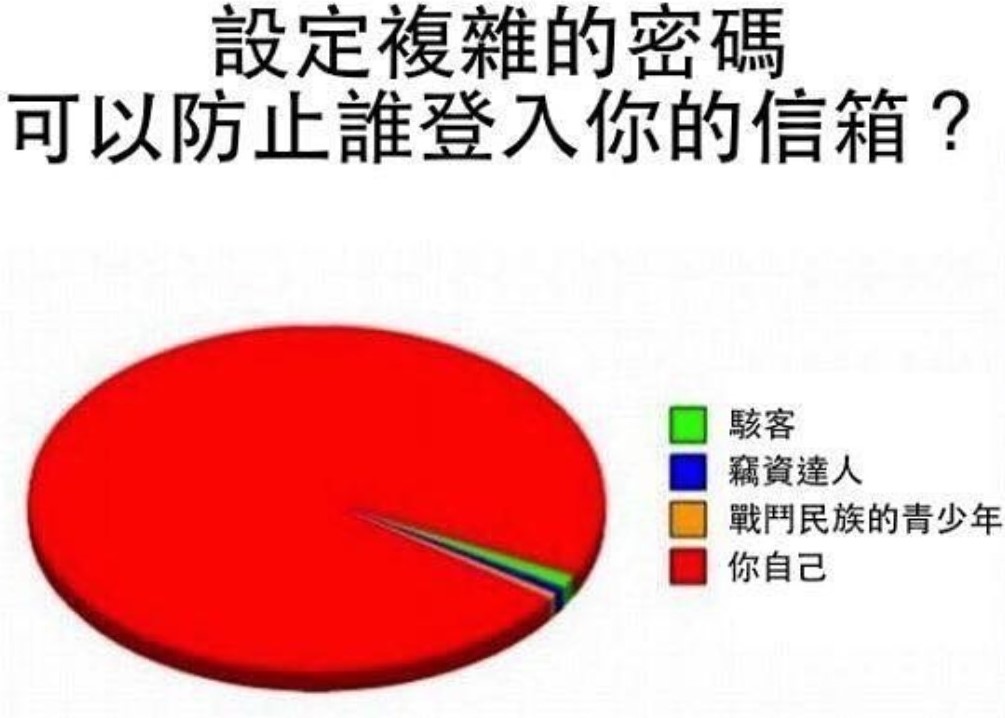 設定複雜的密碼
可以防止誰登入你的信箱？
駭客
竊資達人
戰鬥民族的青少年
你自己